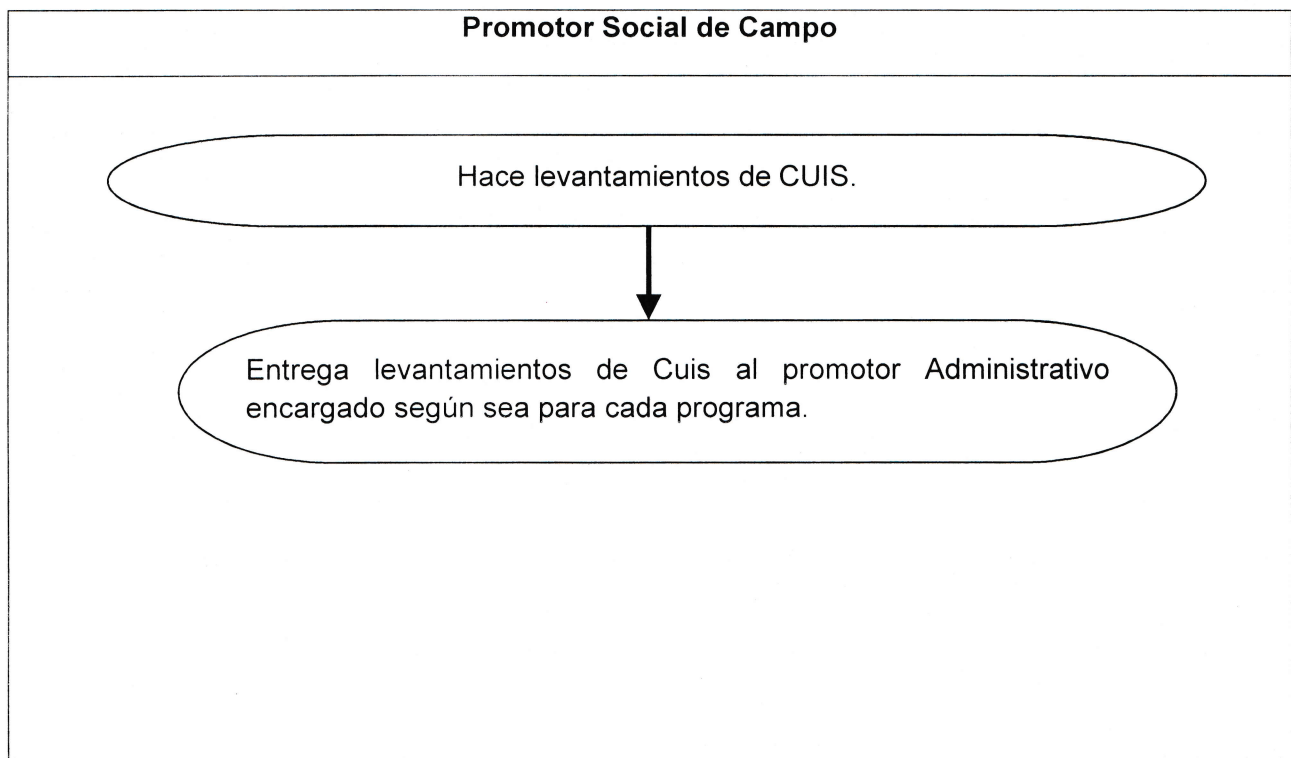 Promotor Social de Campo
Hace levantamientos de CUIS.
Entrega levantamientos de Cuis al promotor Administrativo
encargado según sea para cada programa.